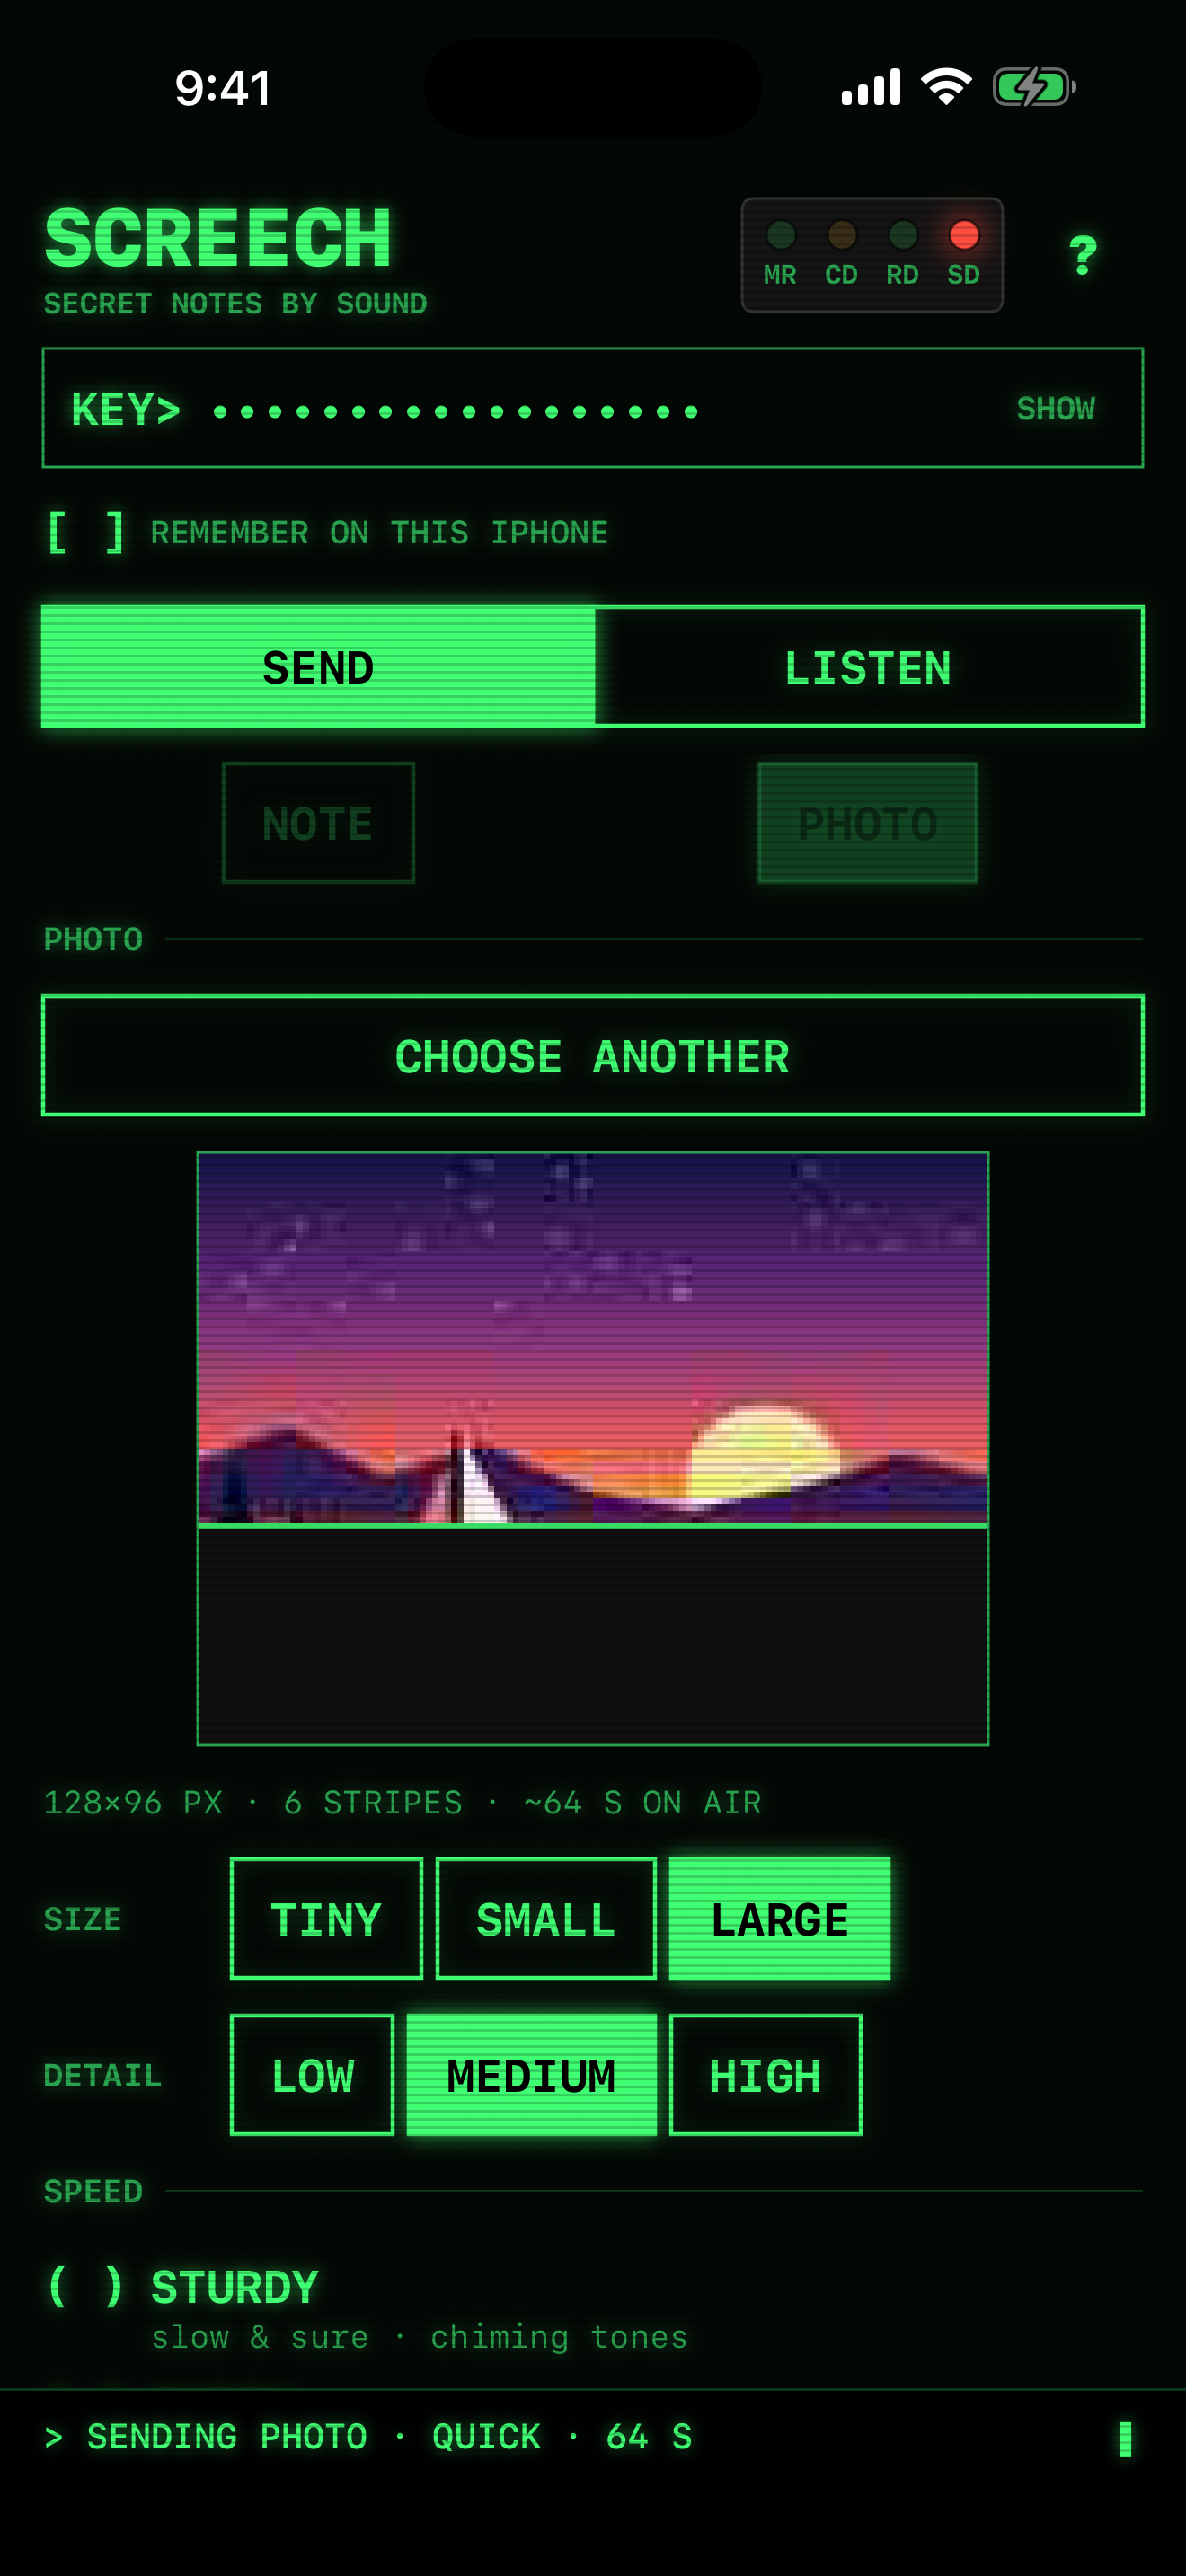 9:41
SCREECH
SECRET NOTES BY SOUND
MR CD RD SD
?
KEY> ••••••••••••••••••
SHOW
[ ] REMEMBER ON THIS IPHONE
SEND
LISTEN
NOTE
PHOTO
PHOTO
CHOOSE ANOTHER
128×96 PX · 6 STRIPES · ~64 S ON AIR
SIZE
TINY
SMALL
LARGE
DETAIL
LOW
MEDIUM
HIGH
SPEED
( ) STURDY
slow & sure · chiming tones
> SENDING PHOTO · QUICK · 64 S